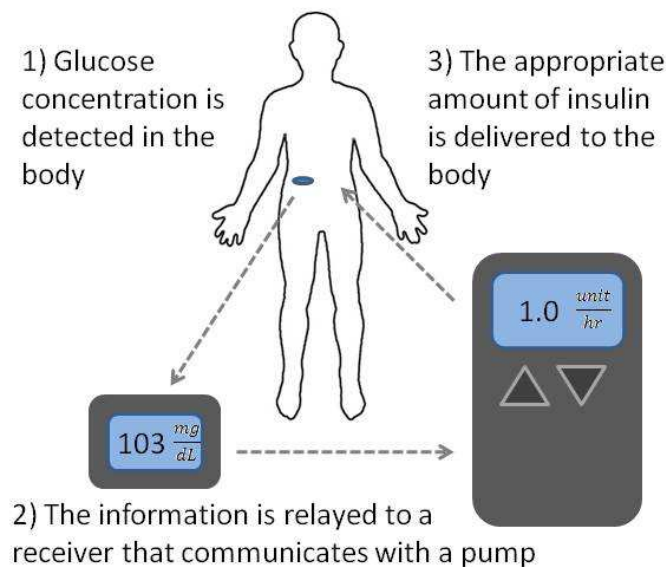 1) Glucose
concentration is
detected in the
body
3) The appropriate
amount of insulin
is delivered to the
body
1.0 unit/hr
103 mg/dL
2) The information is relayed to a
receiver that communicates with a pump